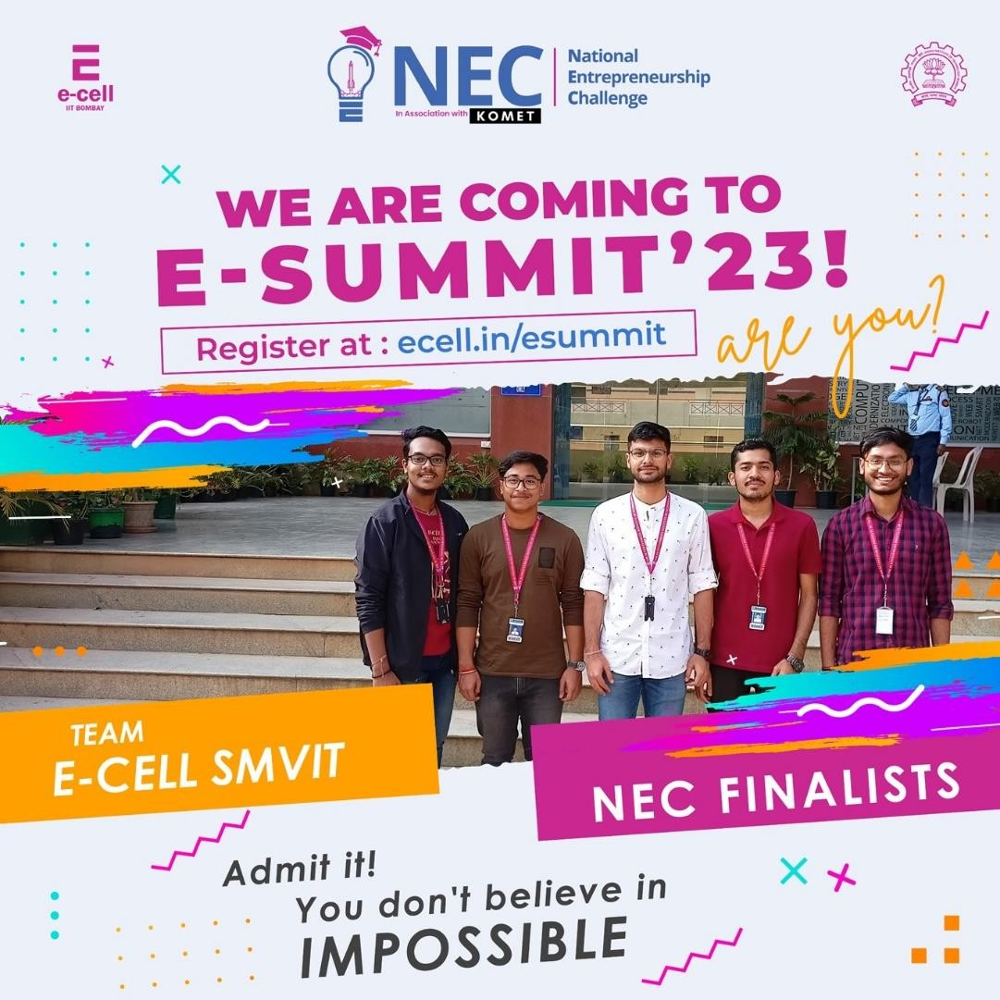 e-cell
IIT BOMBAY
NEC
In Association with KOMET
National
Entrepreneurship
Challenge
WE ARE COMING TO
E-SUMMIT'23!
Register at : ecell.in/esummit
are you?
TEAM
E-CELL SMVIT
NEC FINALISTS
Admit it!
You don't believe in
IMPOSSIBLE